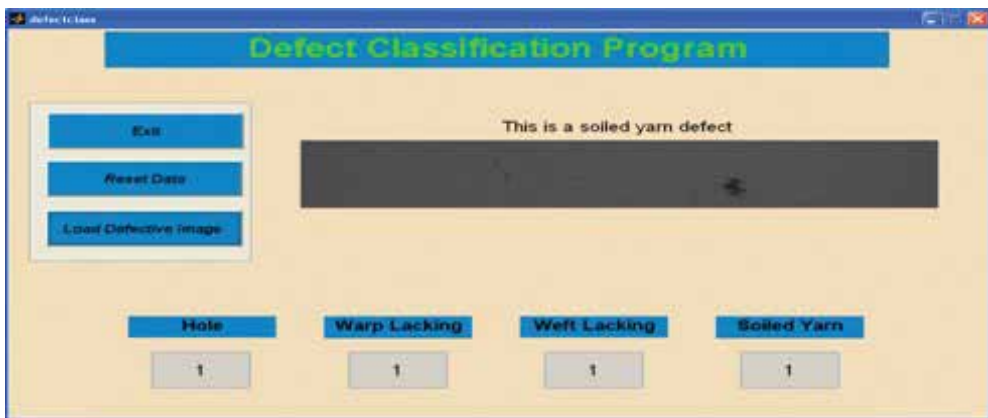 defectclass
Defect Classification Program
Exit
Reset Data
Load Defective Image
This is a soiled yarn defect
Hole
Warp Lacking
Weft Lacking
Soiled Yarn
1
1
1
1